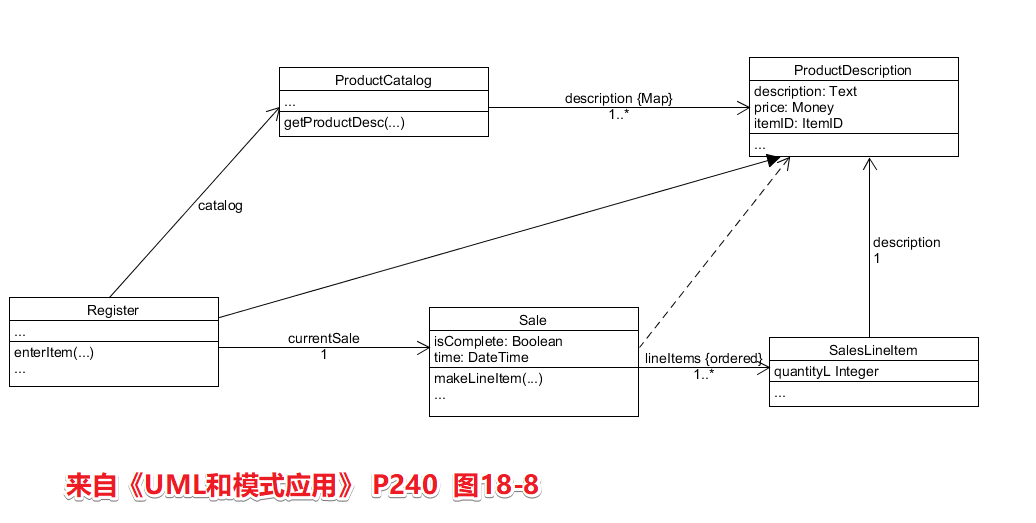 ProductCatalog
...
getProductDesc(...)
description {Map}
1..*
ProductDescription
description: Text
price: Money
itemID: ItemID
...
catalog
description
1
Register
...
enterItem(...)
...
currentSale
1
Sale
isComplete: Boolean
time: DateTime
makeLineItem(...)
...
lineItems {ordered}
1..*
SalesLineItem
quantityL Integer
...
来自《UML和模式应用》 P240 图18-8